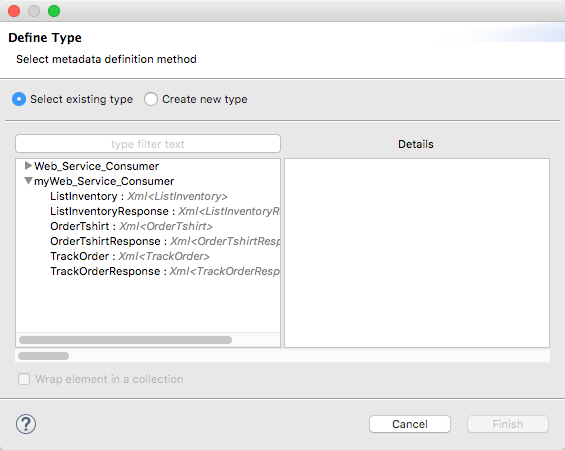 Define Type
Select metadata definition method
Select existing type
Create new type
type filter text
Details
Web_Service_Consumer
myWeb_Service_Consumer
ListInventory : Xml<ListInventory>
ListInventoryResponse : Xml<ListInventoryR
OrderTshirt : Xml<OrderTshirt>
OrderTshirtResponse : Xml<OrderTshirtResp
TrackOrder : Xml<TrackOrder>
TrackOrderResponse : Xml<TrackOrderResp
Wrap element in a collection
?
Cancel
Finish